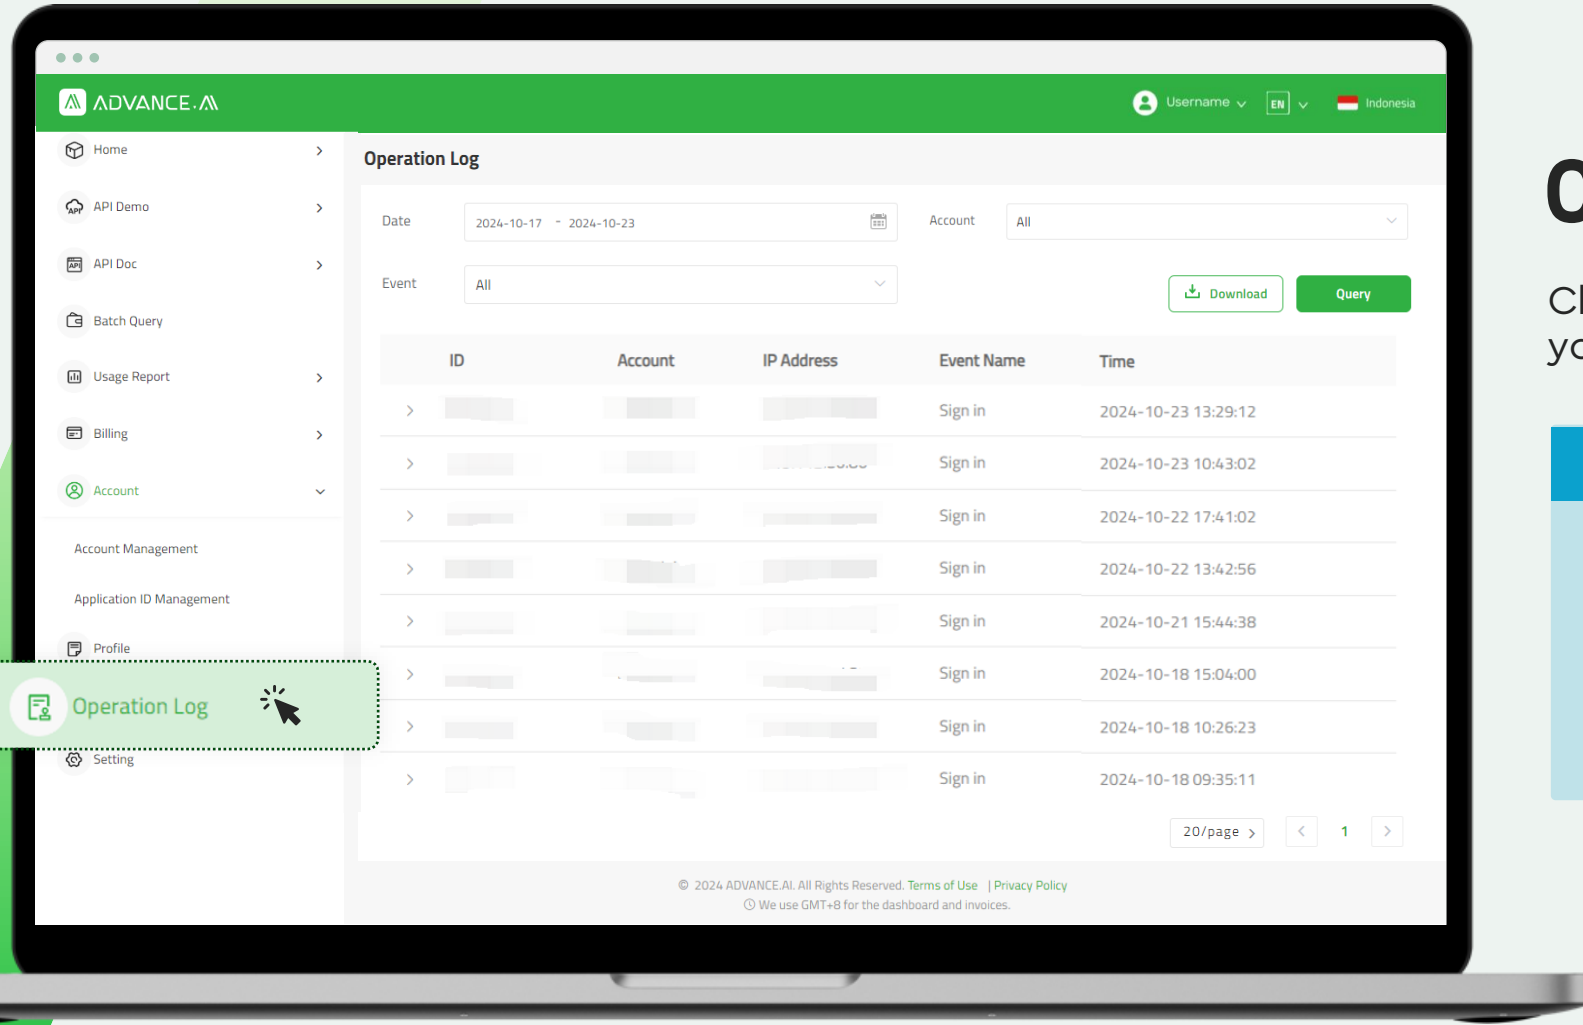 ADVANCE.AI
Username
EN
Indonesia
Home
API Demo
API Doc
Batch Query
Usage Report
Billing
Account
Account Management
Application ID Management
Profile
Operation Log
Setting
Operation Log
Date 2024-10-17 - 2024-10-23 Account All
Event All Download Query
ID Account IP Address Event Name Time
Sign in 2024-10-23 13:29:12
Sign in 2024-10-23 10:43:02
Sign in 2024-10-22 17:41:02
Sign in 2024-10-22 13:42:56
Sign in 2024-10-21 15:44:38
Sign in 2024-10-18 15:04:00
Sign in 2024-10-18 10:26:23
Sign in 2024-10-18 09:35:11
20/page 1
© 2024 ADVANCE.AI. All Rights Reserved. Terms of Use | Privacy Policy
We use GMT+8 for the dashboard and invoices.